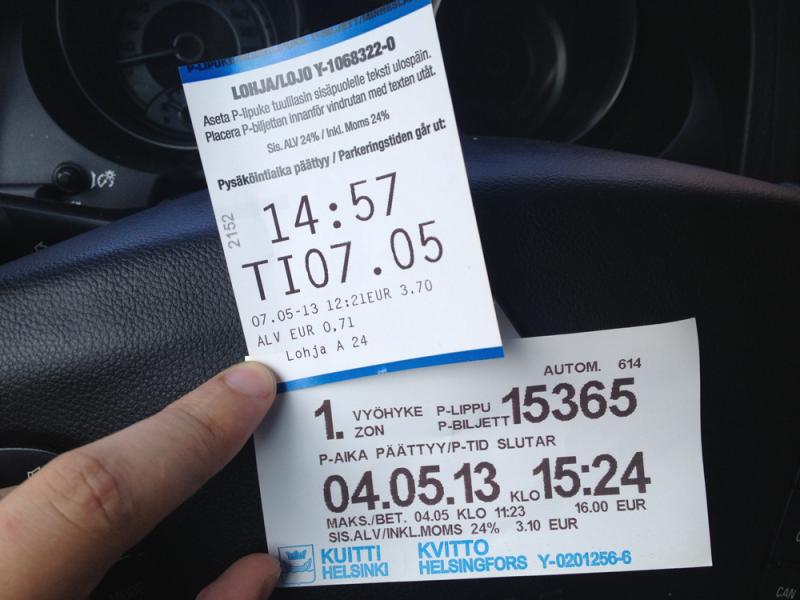 LOHJA/LOJO Y-1068322-0
Aseta P-lipuke tuulilasin sisäpuolelle teksti ulospäin.
Placera P-biljetten innanför vindrutan med texten utåt.
Sis. ALV 24% / Inkl. Moms 24%
Pysäköintiaika päättyy / Parkeringstiden går ut:
2152
14:57
TI07.05
07.05-13 12:21EUR 3.70
ALV EUR 0.71
Lohja A 24
AUTOM. 614
1. VYÖHYKE P-LIPPU 15365
ZON P-BILJETT
P-AIKA PÄÄTTYY/P-TID SLUTAR
04.05.13 KLO 15:24
MAKS./BET. 04.05 KLO 11:23 16.00 EUR
SIS.ALV/INKL.MOMS 24% 3.10 EUR
KUITTI KVITTO
HELSINKI HELSINGFORS Y-0201256-6
CAN